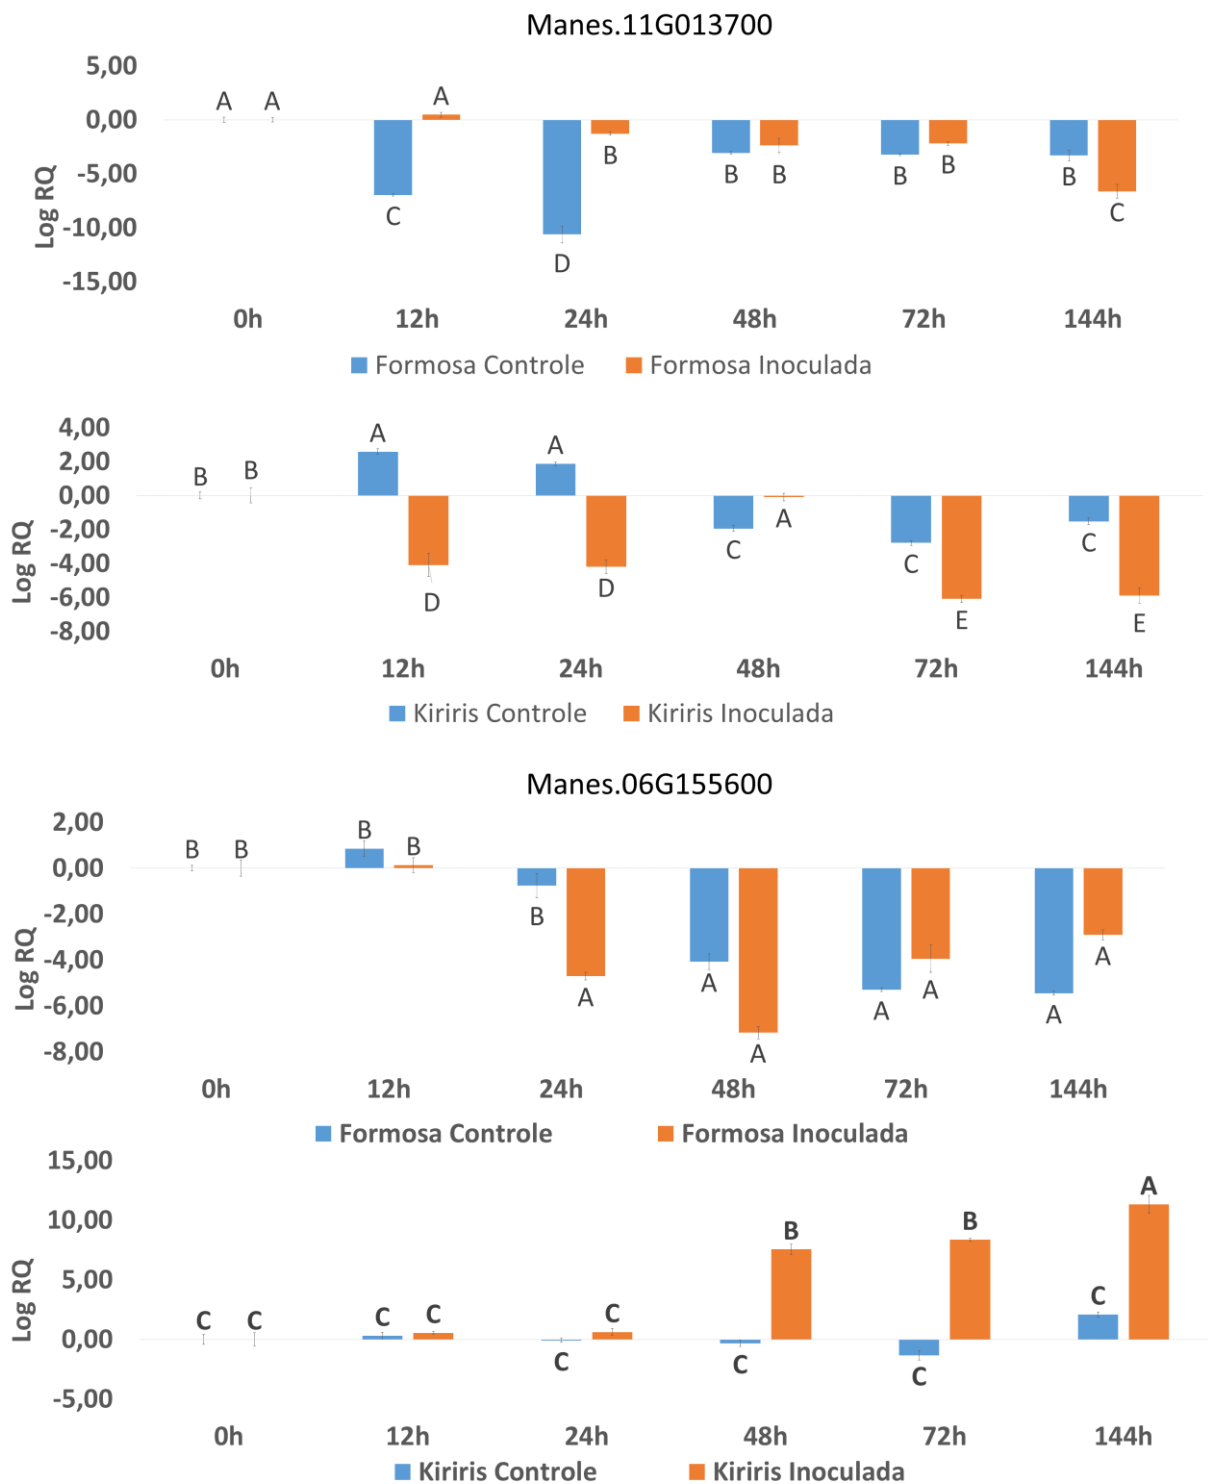 Manes.11G013700
5,00
A A A
0,00
B
B B B B B
-5,00
C C
-10,00
D
-15,00
Log RQ
0h 12h 24h 48h 72h 144h
Formosa Controle Formosa Inoculada
4,00
A A
2,00
B B
0,00
A
-2,00
C C C
-4,00
D D
-6,00
E E
-8,00
Log RQ
0h 12h 24h 48h 72h 144h
Kiriris Controle Kiriris Inoculada
Manes.06G155600
2,00
B B B B
0,00
B
-2,00
-4,00
A A A
-6,00
A A A
-8,00
A
Log RQ
0h 12h 24h 48h 72h 144h
Formosa Controle Formosa Inoculada
15,00
A
10,00
B B
5,00
C
C C C C C
0,00
C C C
-5,00
Log RQ
0h 12h 24h 48h 72h 144h
Kiriris Controle Kiriris Inoculada